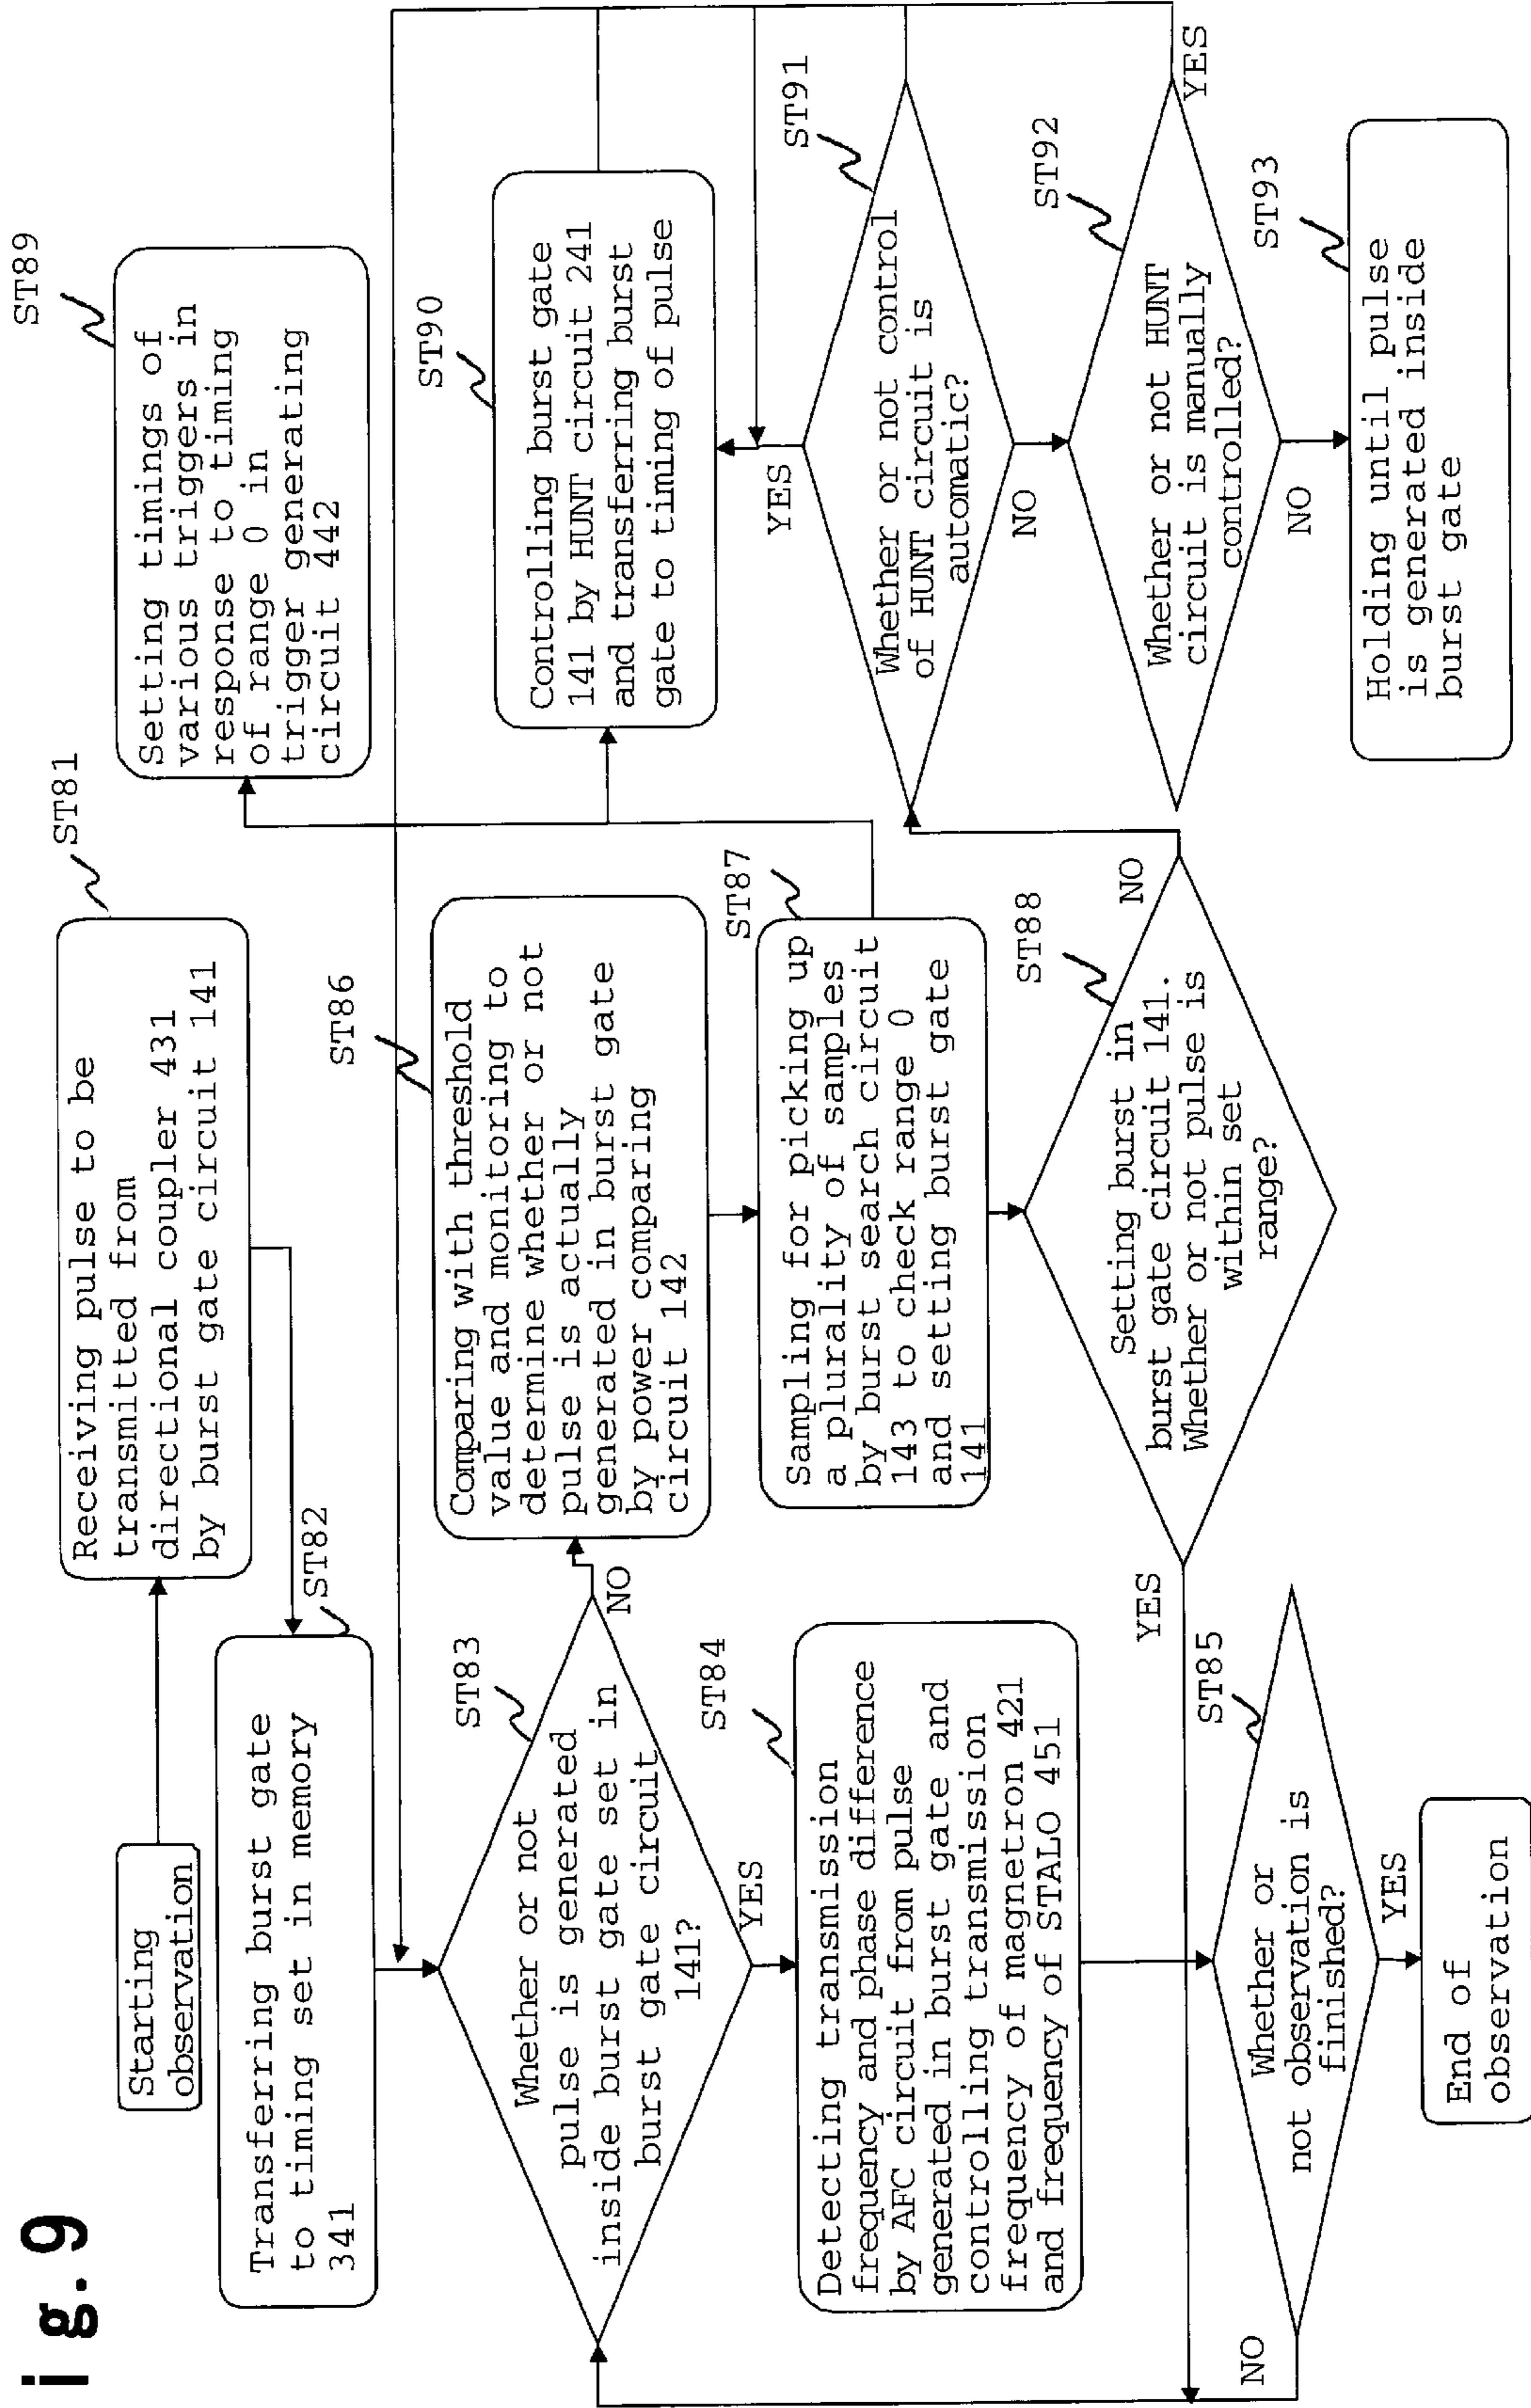 ig.9
Starting
observation
ST81
Receiving pulse to be
transmitted from
directional coupler 431
by burst gate circuit 141
ST82
Transferring burst gate
to timing set in memory
341
ST83
Whether or not
pulse is generated
inside burst gate set in
burst gate circuit
141?
NO
YES
ST84
Detecting transmission
frequency and phase difference
by AFC circuit from pulse
generated in burst gate and
controlling transmission
frequency of magnetron 421
and frequency of STALO 451
ST85
Whether or
not observation is
finished?
NO
YES
End of
observation
ST86
Comparing with threshold
value and monitoring to
determine whether or not
pulse is actually
generated in burst gate
by power comparing
circuit 142
ST87
Sampling for picking up
a plurality of samples
by burst search circuit
143 to check range 0
and setting burst gate
141
ST88
Setting burst in
burst gate circuit 141.
Whether or not pulse is
within set
range?
YES
NO
ST89
Setting timings of
various triggers in
response to timing
of range 0 in
trigger generating
circuit 442
ST90
Controlling burst gate
141 by HUNT circuit 241
and transferring burst
gate to timing of pulse
ST91
Whether or not control
of HUNT circuit is
automatic?
YES
NO
ST92
Whether or not HUNT
circuit is manually
controlled?
YES
NO
ST93
Holding until pulse
is generated inside
burst gate